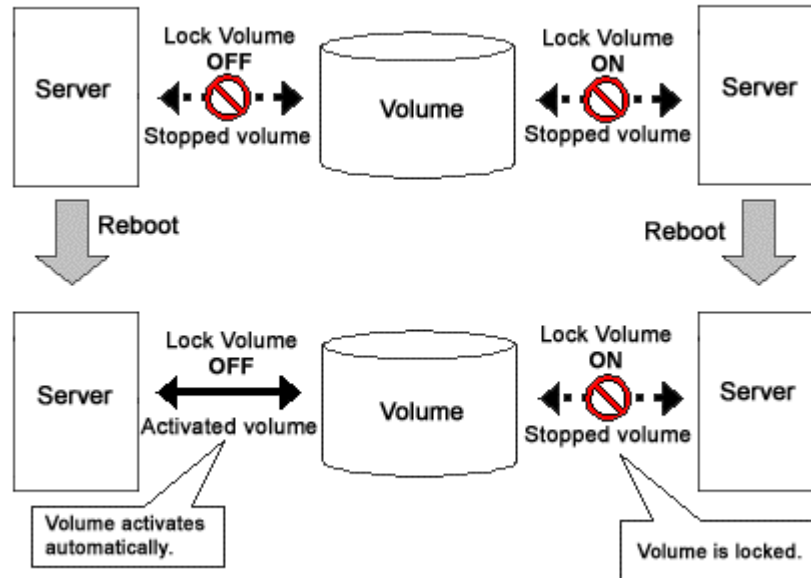 Server
Lock Volume
OFF
Stopped volume
Volume
Lock Volume
ON
Stopped volume
Server
Reboot
Reboot
Server
Lock Volume
OFF
Activated volume
Volume
Lock Volume
ON
Stopped volume
Server
Volume activates
automatically.
Volume is locked.